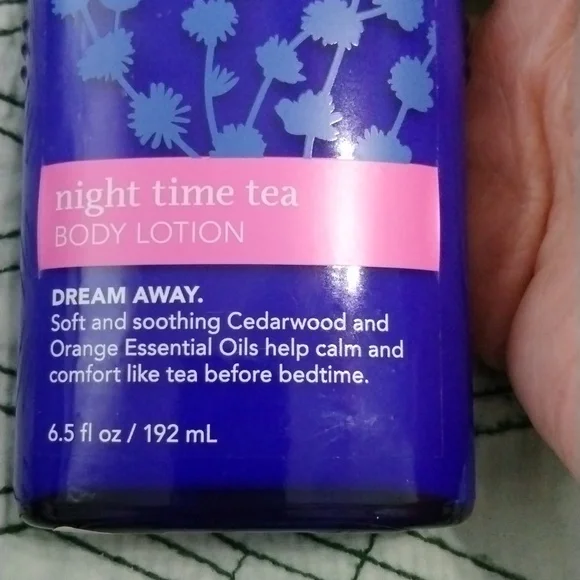 night time tea
BODY LOTION
DREAM AWAY.
Soft and soothing Cedarwood and
Orange Essential Oils help calm and
comfort like tea before bedtime.
6.5 fl oz / 192 mL